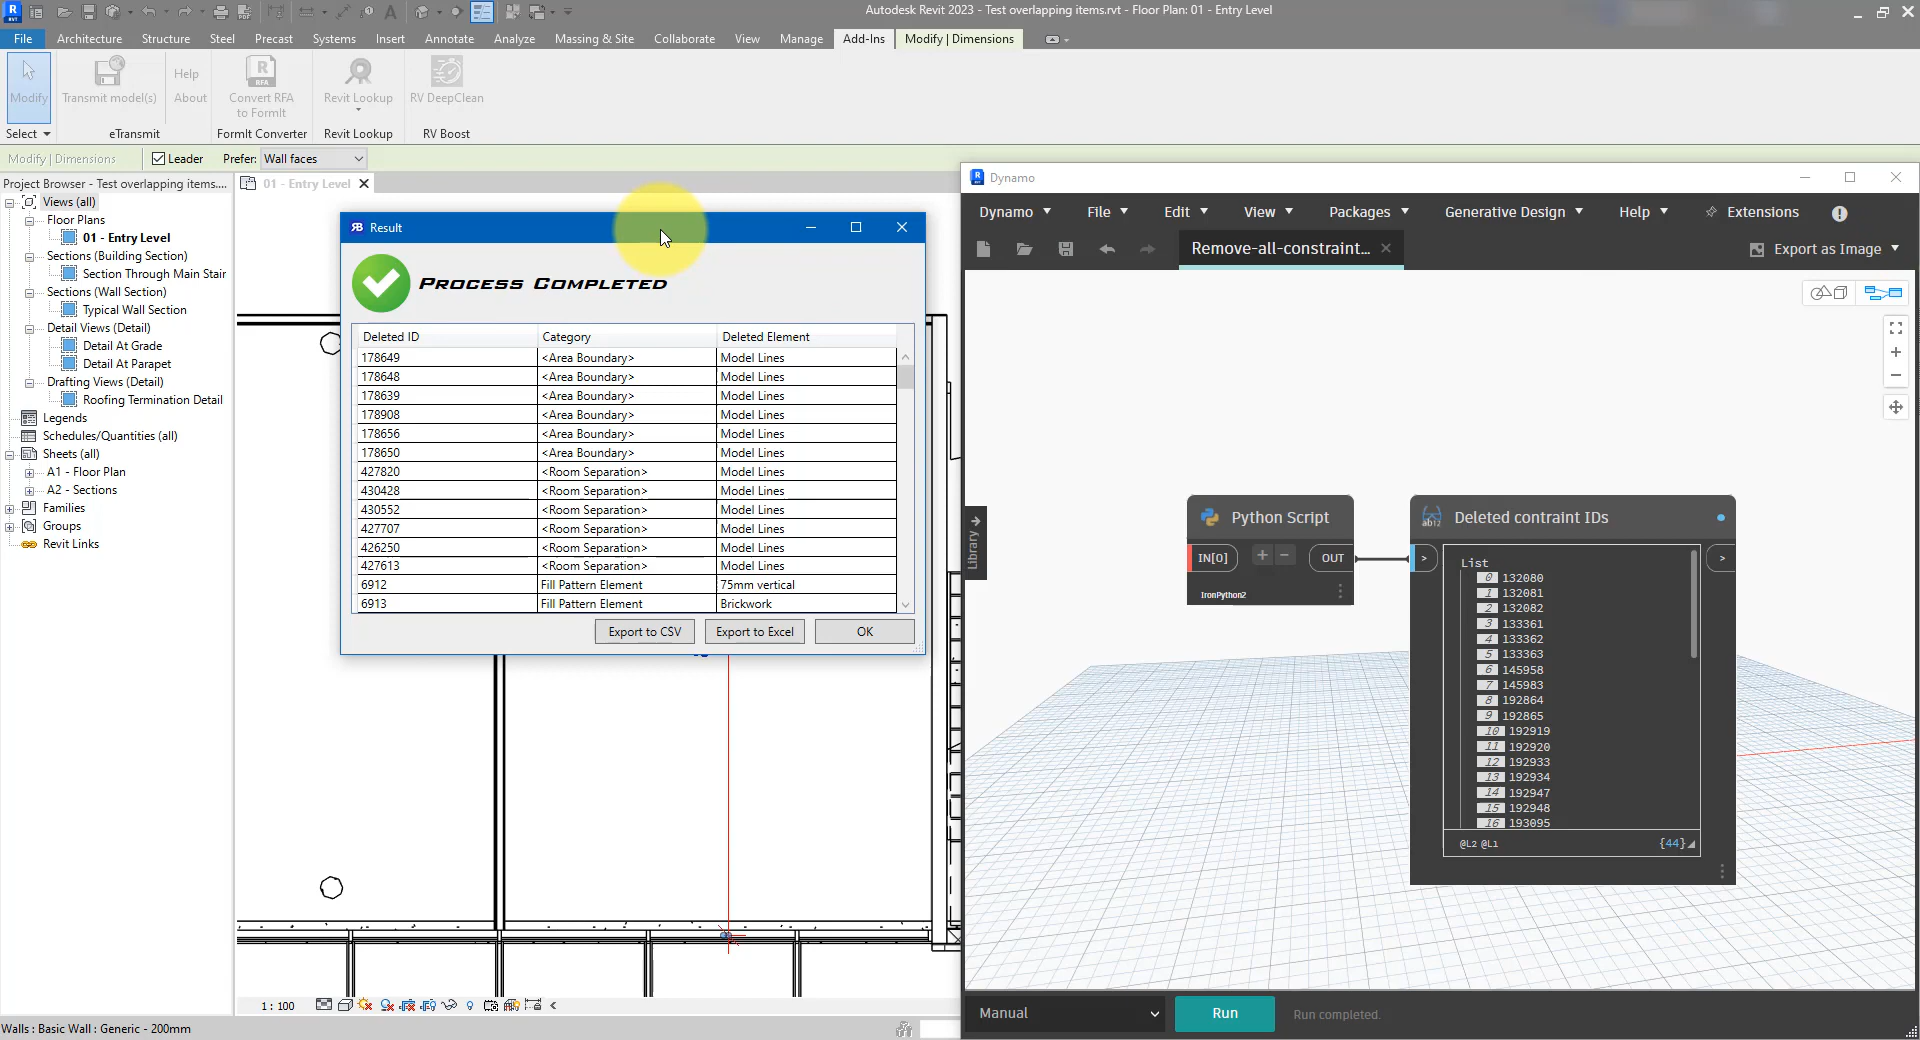 Autodesk Revit 2023 - Test overlapping items.rvt - Floor Plan: 01 - Entry Level
File Architecture Structure Steel Precast Systems Insert Annotate Analyze Massing & Site Collaborate View Manage Add-Ins Modify | Dimensions
Modify
Transmit model(s)
Help
About
Convert RFA
to FormIt
Revit Lookup
RV DeepClean
Select
eTransmit
FormIt Converter
Revit Lookup
RV Boost
Modify | Dimensions
Leader
Prefer:
Wall faces
Project Browser - Test overlapping items....
Views (all)
Floor Plans
01 - Entry Level
Sections (Building Section)
Section Through Main Stair
Sections (Wall Section)
Typical Wall Section
Detail Views (Detail)
Detail At Grade
Detail At Parapet
Drafting Views (Detail)
Roofing Termination Detail
Legends
Schedules/Quantities (all)
Sheets (all)
A1 - Floor Plan
A2 - Sections
Families
Groups
Revit Links
01 - Entry Level
Result
Process Completed
Deleted ID Category Deleted Element
178649 <Area Boundary> Model Lines
178648 <Area Boundary> Model Lines
178639 <Area Boundary> Model Lines
178908 <Area Boundary> Model Lines
178656 <Area Boundary> Model Lines
178650 <Area Boundary> Model Lines
427820 <Room Separation> Model Lines
430428 <Room Separation> Model Lines
430552 <Room Separation> Model Lines
427707 <Room Separation> Model Lines
426250 <Room Separation> Model Lines
427613 <Room Separation> Model Lines
6912 Fill Pattern Element 75mm vertical
6913 Fill Pattern Element Brickwork
Export to CSV Export to Excel OK
1 : 100
Walls : Basic Wall : Generic - 200mm
Dynamo
Dynamo File Edit View Packages Generative Design Help Extensions
Remove-all-constraint...
Export as Image
Library
Python Script
IN[0] + - OUT
IronPython2
Deleted contraint IDs
> >
List
0 132080
1 132081
2 132082
3 133361
4 133362
5 133363
6 145958
7 145983
8 192864
9 192865
10 192919
11 192920
12 192933
13 192934
14 192947
15 192948
16 193095
@L2 @L1 {44}
Manual
Run
Run completed.